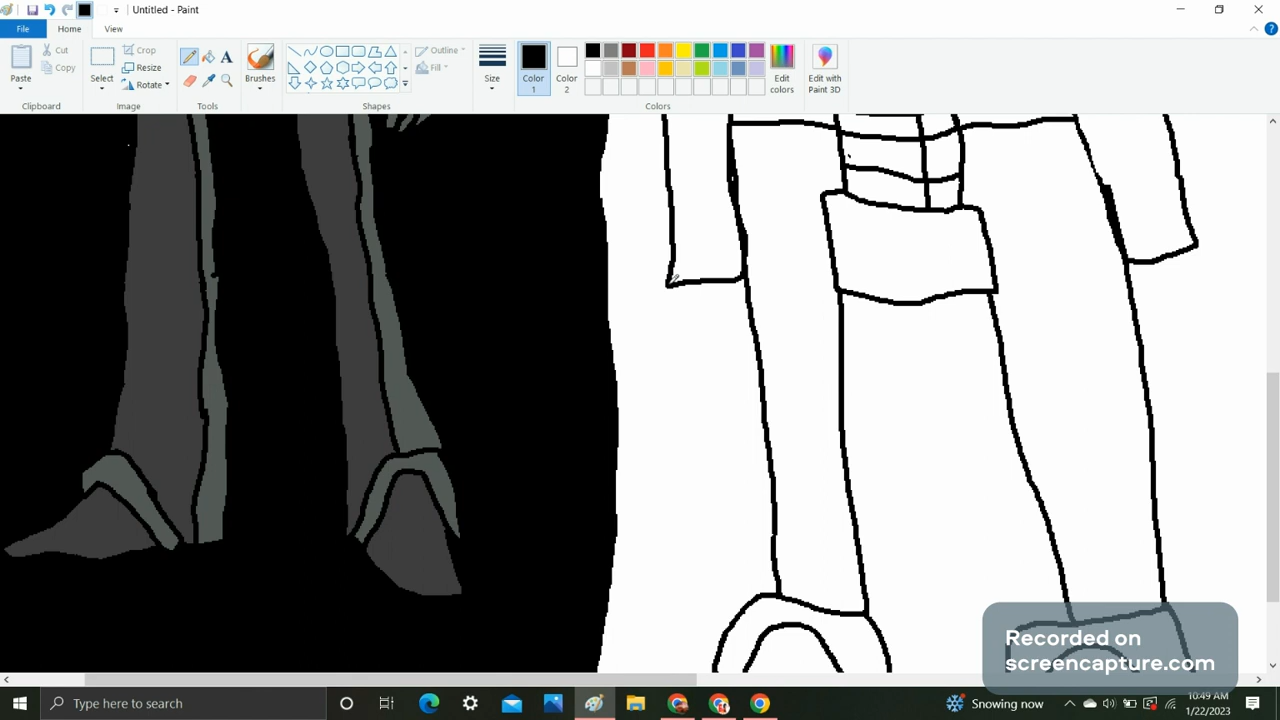 Untitled - Paint
File
Home
View
Paste
Cut
Copy
Clipboard
Select
Crop
Resize
Rotate
Image
Tools
Brushes
Shapes
Outline
Fill
Size
Color
1
Color
2
Edit
colors
Colors
Edit with
Paint 3D
Recorded on
screencapture.com
Type here to search
Snowing now
10:49 AM
1/22/2023